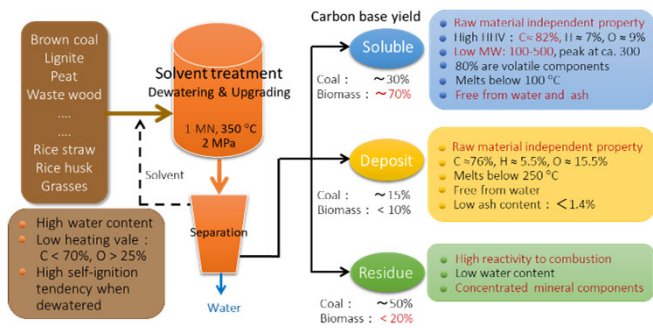 Brown coal
Lignite
Peat
Waste wood
....
....
Rice straw
Rice husk
Grasses
High water content
Low heating vale :
C < 70%, O > 25%
High self-ignition
tendency when
dewatered
Solvent treatment
Dewatering & Upgrading
1 MN, 350 °C
2 MPa
Solvent
Separation
Water
Carbon base yield
Soluble
Coal : ~30%
Biomass : ~70%
Raw material independent property
High HHV : C≈ 82%, H ≈ 7%, O ≈ 9%
Low MW: 100-500, peak at ca. 300
80% are volatile components
Melts below 100 °C
Free from water and ash
Deposit
Coal : ~15%
Biomass : < 10%
Raw material independent property
C ≈76%, H ≈ 5.5%, O ≈ 15.5%
Melts below 250 °C
Free from water
Low ash content : <1.4%
Residue
Coal : ~50%
Biomass : < 20%
High reactivity to combustion
Low water content
Concentrated mineral components